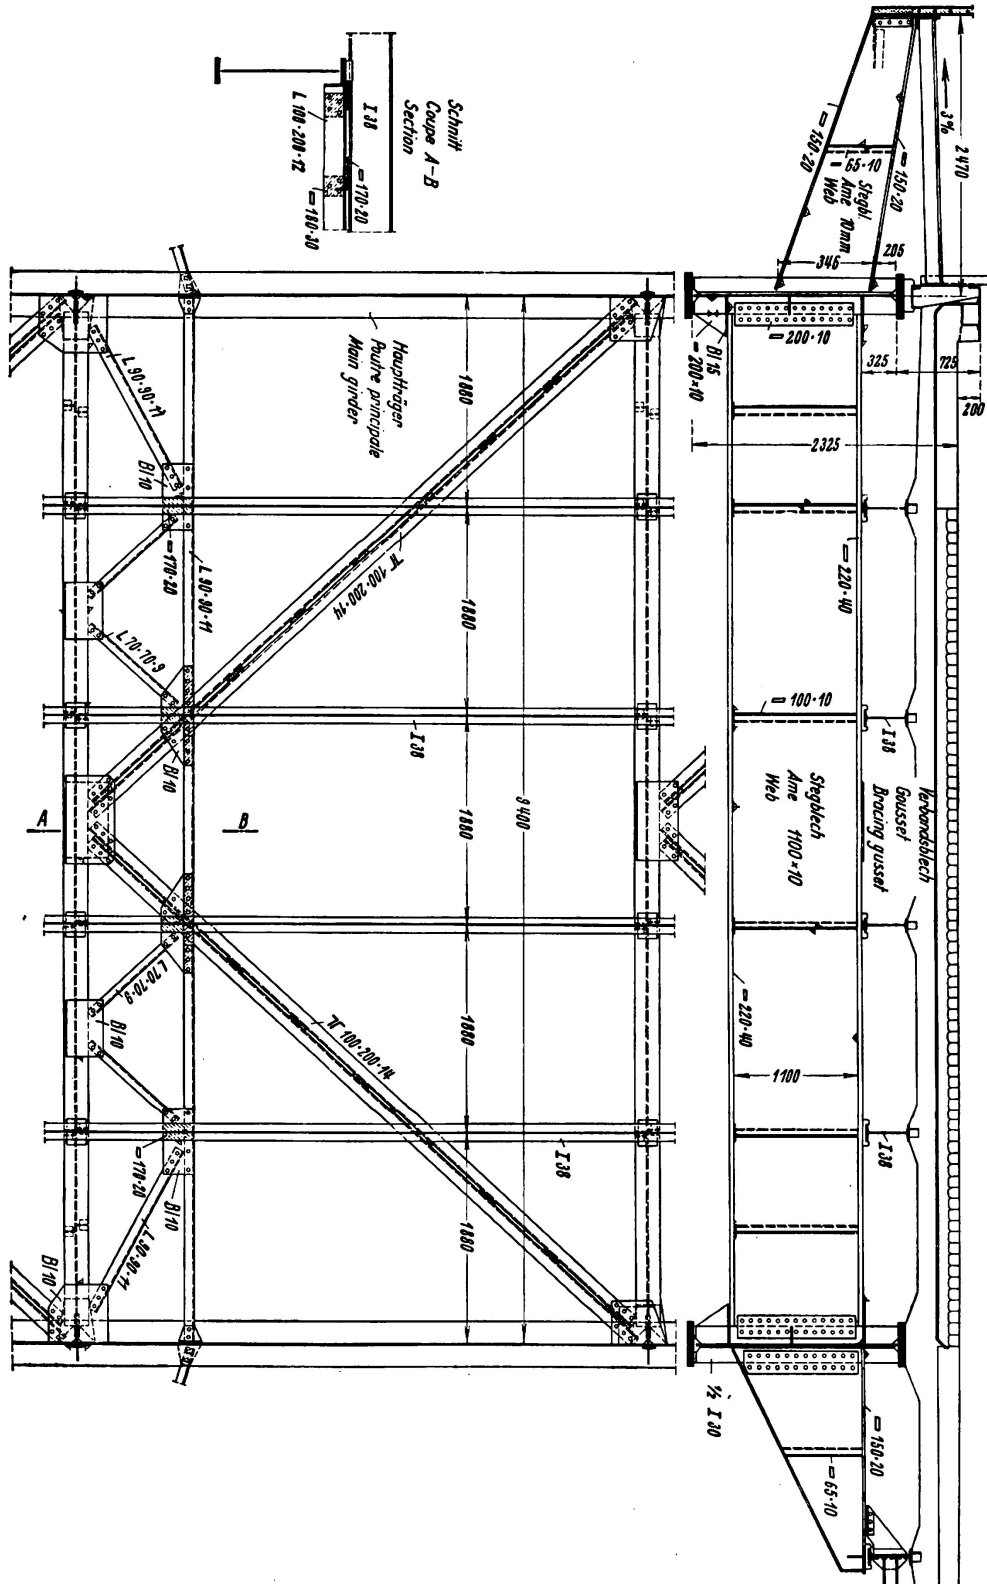 Schnitt
Coupe A-B
Section
I 38
170·20
L 100·200·12
180·30
3%
2470
150·20
65·10
150·20
Stegbl.
Ame 10mm
Web
346
205
200·10
Bl 15
200×10
325
725
200
2325
220·40
100·10
I 38
Stegblech
Ame 1100×10
Web
Verbandsblech
Gousset
Bracing gusset
220·40
1100
I 38
½ I 30
150·20
65·10
Hauptträger
Poutre principale
Main girder
1880
L 90·90·11
Bl 10
170·20
L 90·90·11
L 70·70·9
100·200·14
1880
Bl 10
I 38
A
B
1880
9400
L 70·70·9
Bl 10
100·200·14
1880
170·20
Bl 10
I 38
L 90·90·11
Bl 10
1880